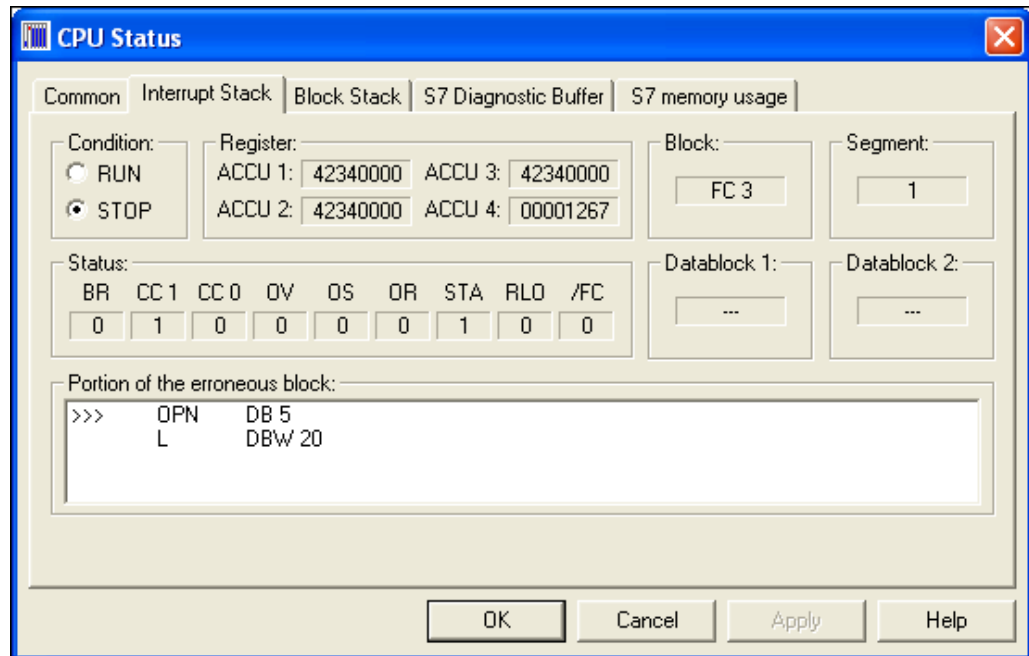 CPU Status
Common Interrupt Stack Block Stack S7 Diagnostic Buffer S7 memory usage
Condition: Register: Block: Segment:
RUN ACCU 1: 42340000 ACCU 3: 42340000 FC 3 1
STOP ACCU 2: 42340000 ACCU 4: 00001267
Status: Datablock 1: Datablock 2:
BR CC 1 CC 0 OV OS OR STA RLO /FC
0 1 0 0 0 0 1 0 0 --- ---
Portion of the erroneous block:
>>> OPN DB 5
L DBW 20
OK Cancel Apply Help